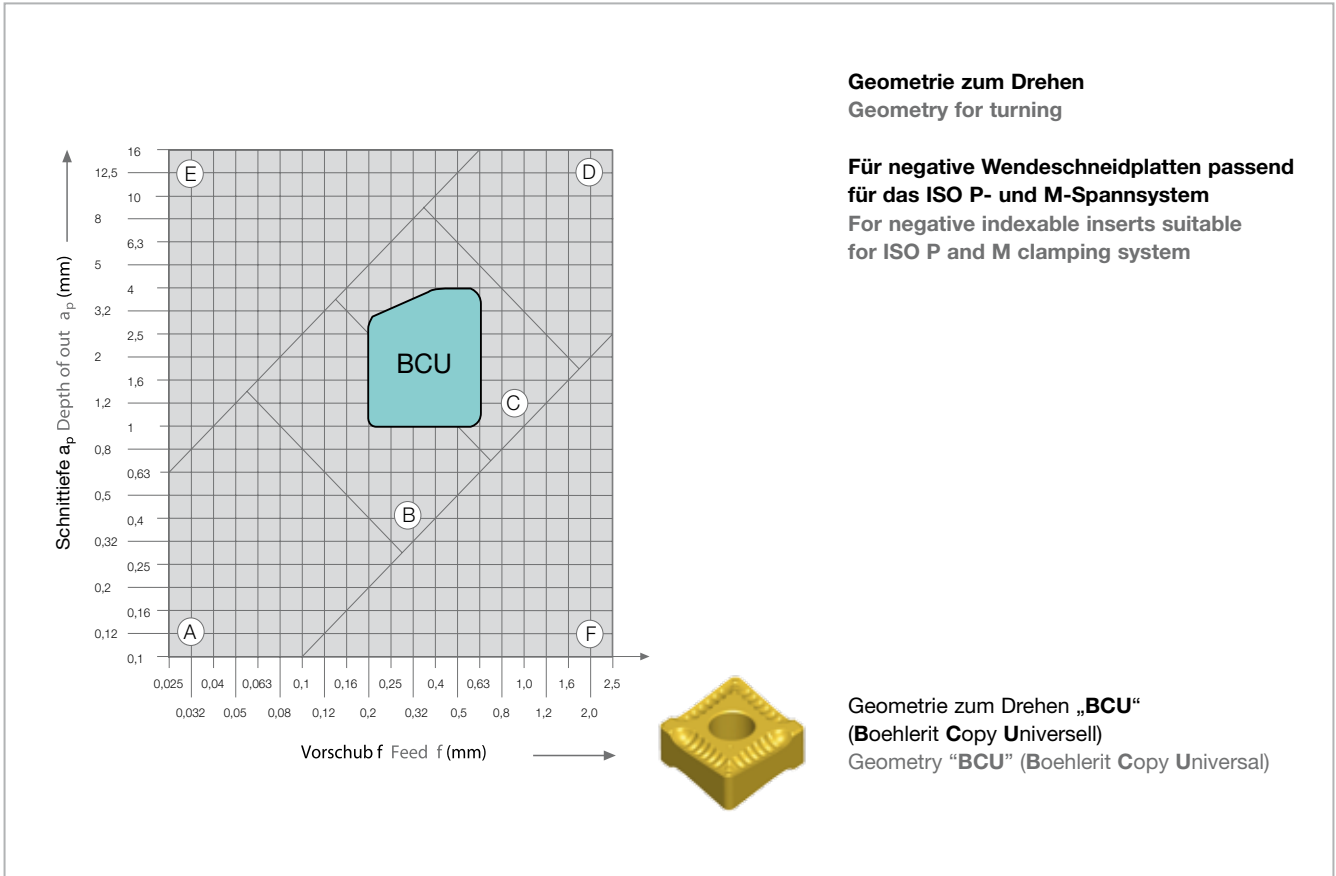 Geometrie zum Drehen
Geometry for turning
Für negative Wendeschneidplatten passend
für das ISO P- und M-Spannsystem
For negative indexable inserts suitable
for ISO P and M clamping system
Schnittiefe ap Depth of out ap (mm)
16
12,5
10
8
6,3
5
4
3,2
2,5
2
1,6
1,2
1
0,8
0,63
0,5
0,4
0,32
0,25
0,2
0,16
0,12
0,1
E
D
BCU
C
B
A
F
0,025 0,04 0,063 0,1 0,16 0,25 0,4 0,63 1,0 1,6 2,5
0,032 0,05 0,08 0,12 0,2 0,32 0,5 0,8 1,2 2,0
Vorschub f Feed f (mm)
Geometrie zum Drehen „BCU“
(Boehlerit Copy Universell)
Geometry “BCU” (Boehlerit Copy Universal)